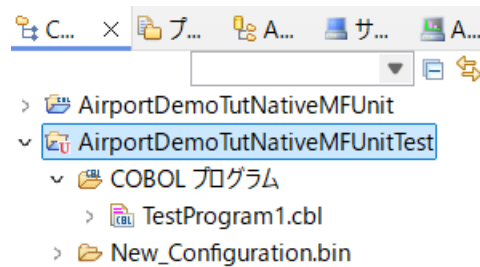 C... プ... A... サ... A...
AirportDemoTutNativeMFUnit
AirportDemoTutNativeMFUnitTest
COBOL プログラム
TestProgram1.cbl
New_Configuration.bin